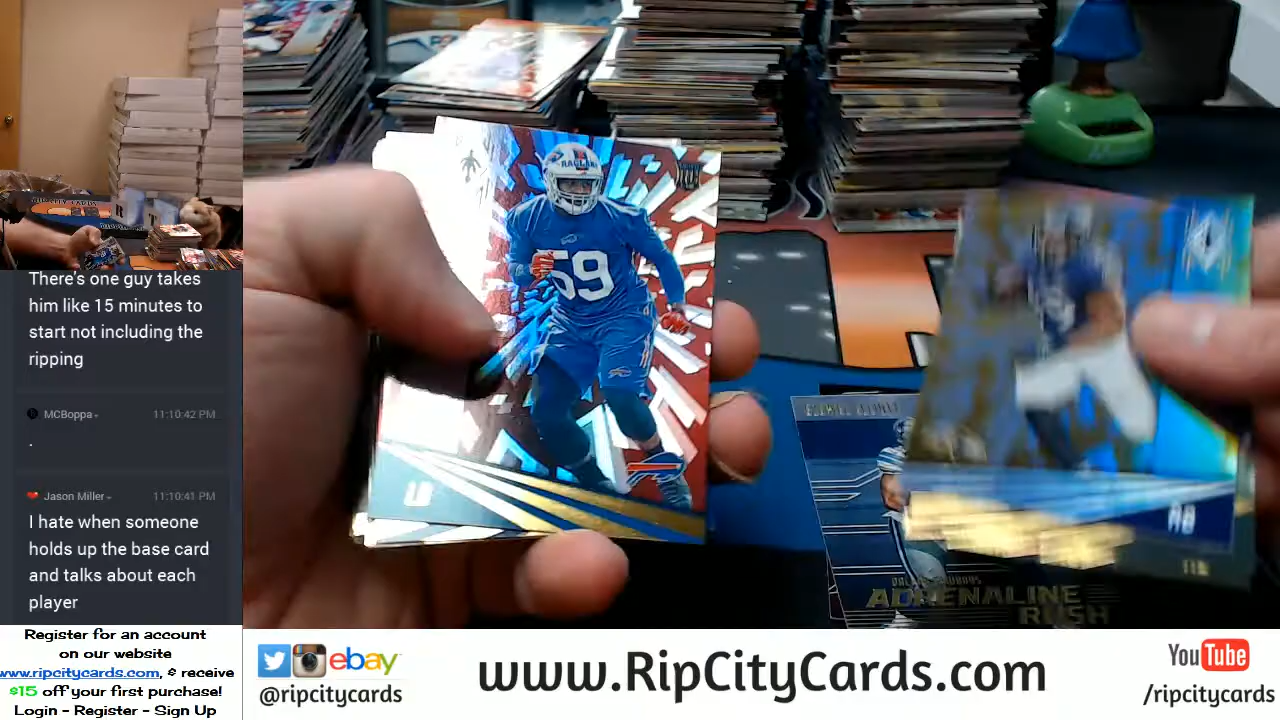 There's one guy takes
him like 15 minutes to
start not including the
ripping
MCBoppa
11:10:42 PM
.
Jason Miller
11:10:41 PM
I hate when someone
holds up the base card
and talks about each
player
Register for an account
on our website
www.ripcitycards.com, & receive
$15 off your first purchase!
Login - Register - Sign Up
RAGLAND
59
LB
RB
ADRENALINE
RUSH
ebay
@ripcitycards
www.RipCityCards.com
YouTube
/ripcitycards